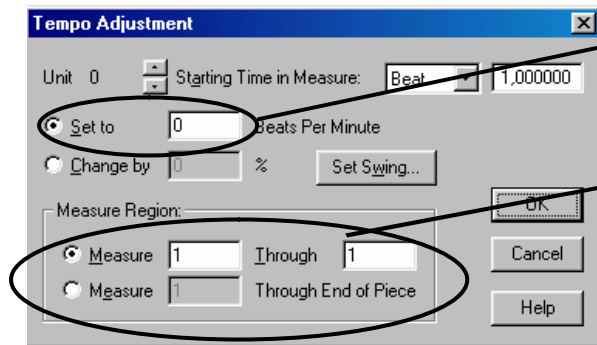 Tempo Adjustment
Unit 0 Starting Time in Measure: Beat 1,000000
Set to 0 Beats Per Minute
Change by 0 % Set Swing...
Measure Region:
OK
Measure 1 Through 1
Cancel
Measure 1 Through End of Piece
Help